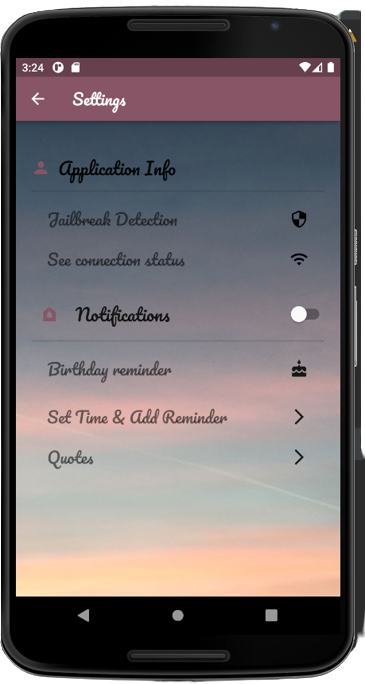 3:24
Settings
Application Info
Jailbreak Detection
See connection status
Notifications
Birthday reminder
Set Time & Add Reminder
Quotes